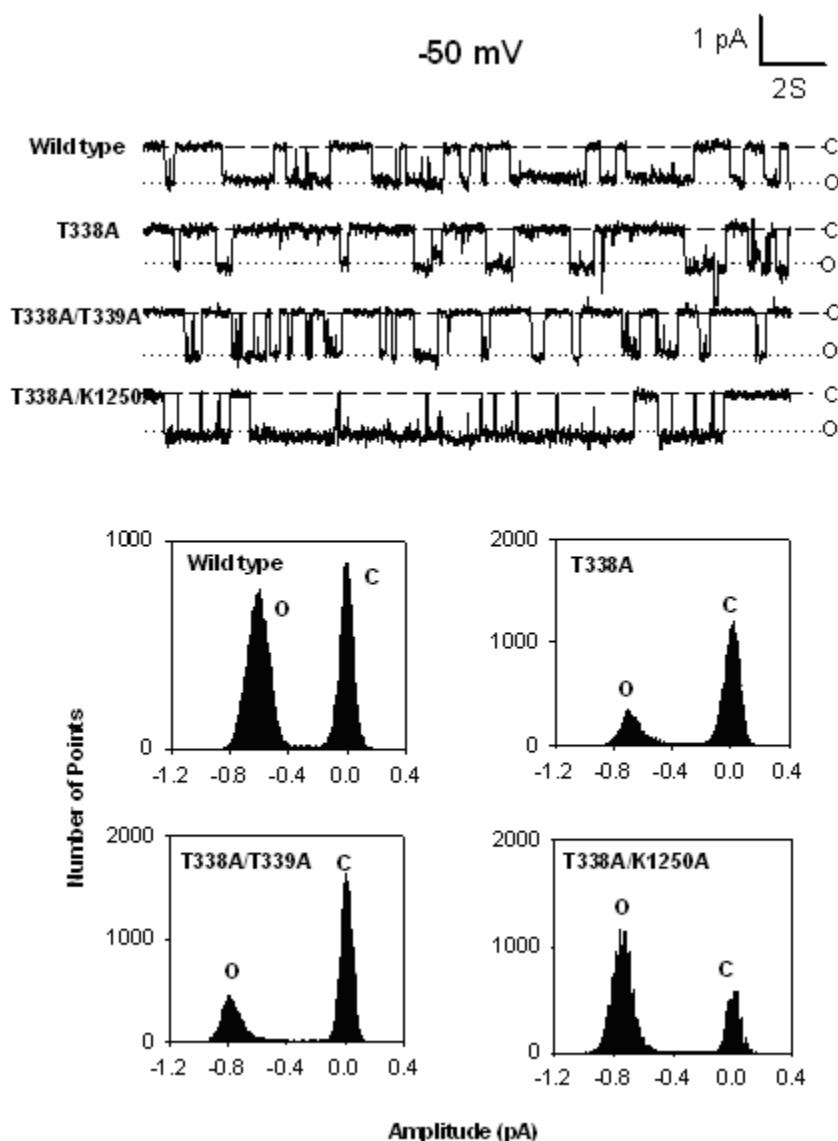 -50 mV
1 pA
2S
Wild type
C
O
T338A
C
O
T338A/T339A
C
O
T338A/K1250A
C
O
1000
0
Wild type
O
C
-1.2 -0.8 -0.4 0.0 0.4
2000
1000
0
T338A
O
C
-1.2 -0.8 -0.4 0.0 0.4
Number of Points
2000
1000
0
T338A/T339A
O
C
-1.2 -0.8 -0.4 0.0 0.4
2000
1000
0
T338A/K1250A
O
C
-1.2 -0.8 -0.4 0.0 0.4
Amplitude (pA)